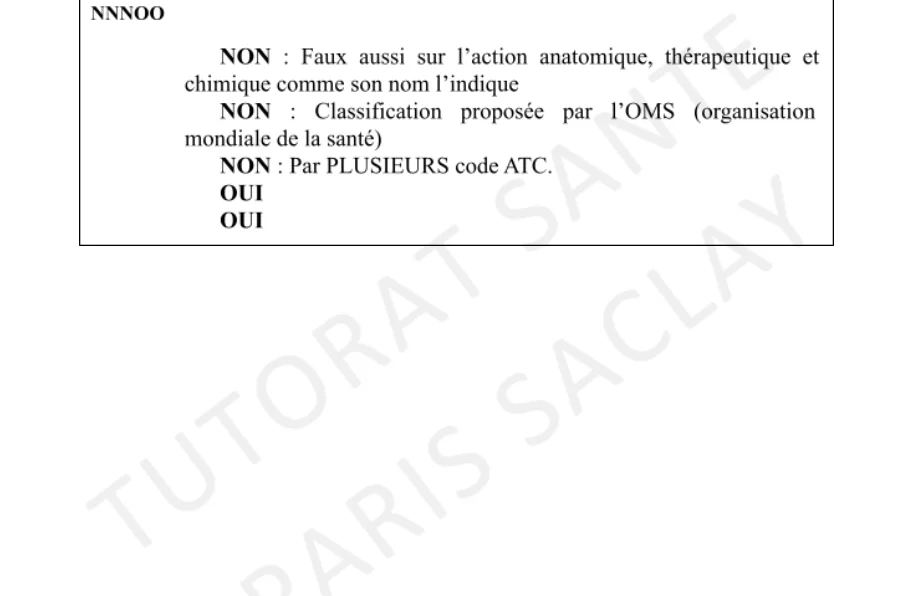 NNNOO
NON : Faux aussi sur l’action anatomique, thérapeutique et
chimique comme son nom l’indique
NON : Classification proposée par l’OMS (organisation
mondiale de la santé)
NON : Par PLUSIEURS code ATC.
OUI
OUI
TUTORAT SANTE
PARIS SACLAY